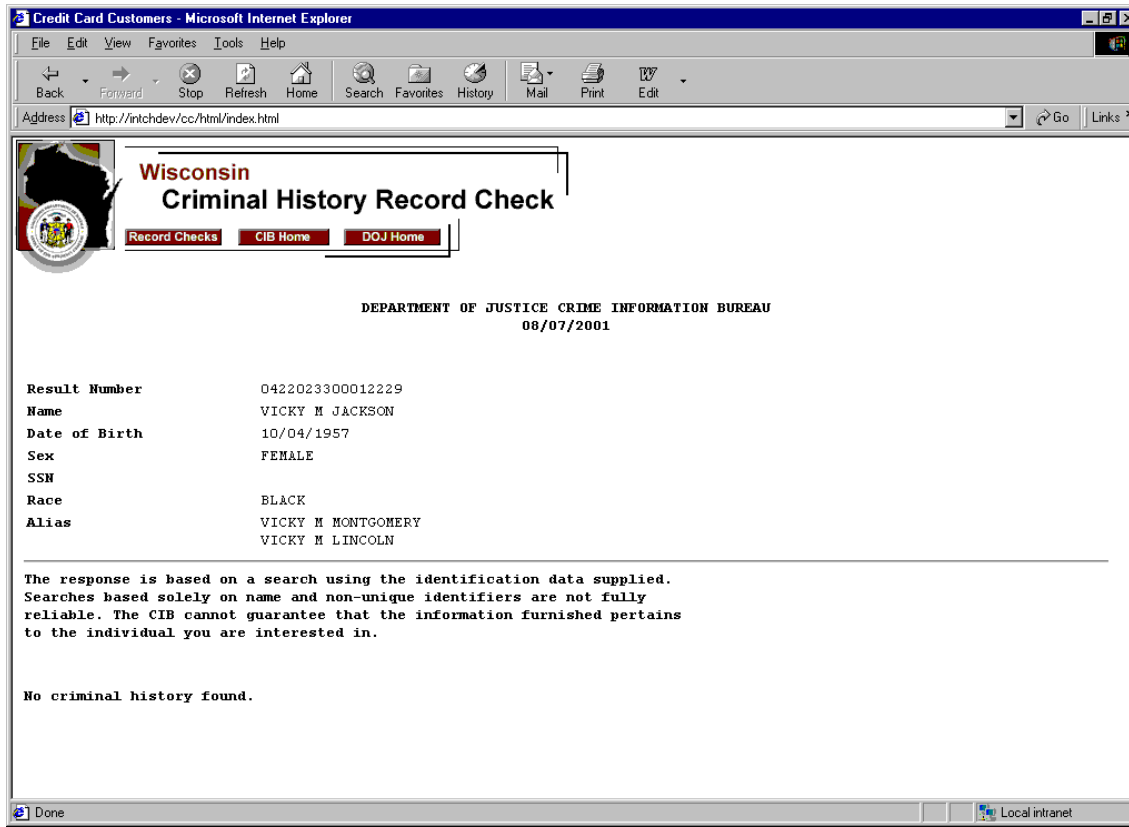 Credit Card Customers - Microsoft Internet Explorer
File Edit View Favorites Tools Help
Back Forward Stop Refresh Home Search Favorites History Mail Print Edit
Address http://intchdev/cc/html/index.html Go Links
Wisconsin
Criminal History Record Check
Record Checks CIB Home DOJ Home
DEPARTMENT OF JUSTICE CRIME INFORMATION BUREAU
08/07/2001
Result Number 0422023300012229
Name VICKY M JACKSON
Date of Birth 10/04/1957
Sex FEMALE
SSN
Race BLACK
Alias VICKY M MONTGOMERY
VICKY M LINCOLN
The response is based on a search using the identification data supplied.
Searches based solely on name and non-unique identifiers are not fully
reliable. The CIB cannot guarantee that the information furnished pertains
to the individual you are interested in.
No criminal history found.
Done Local intranet